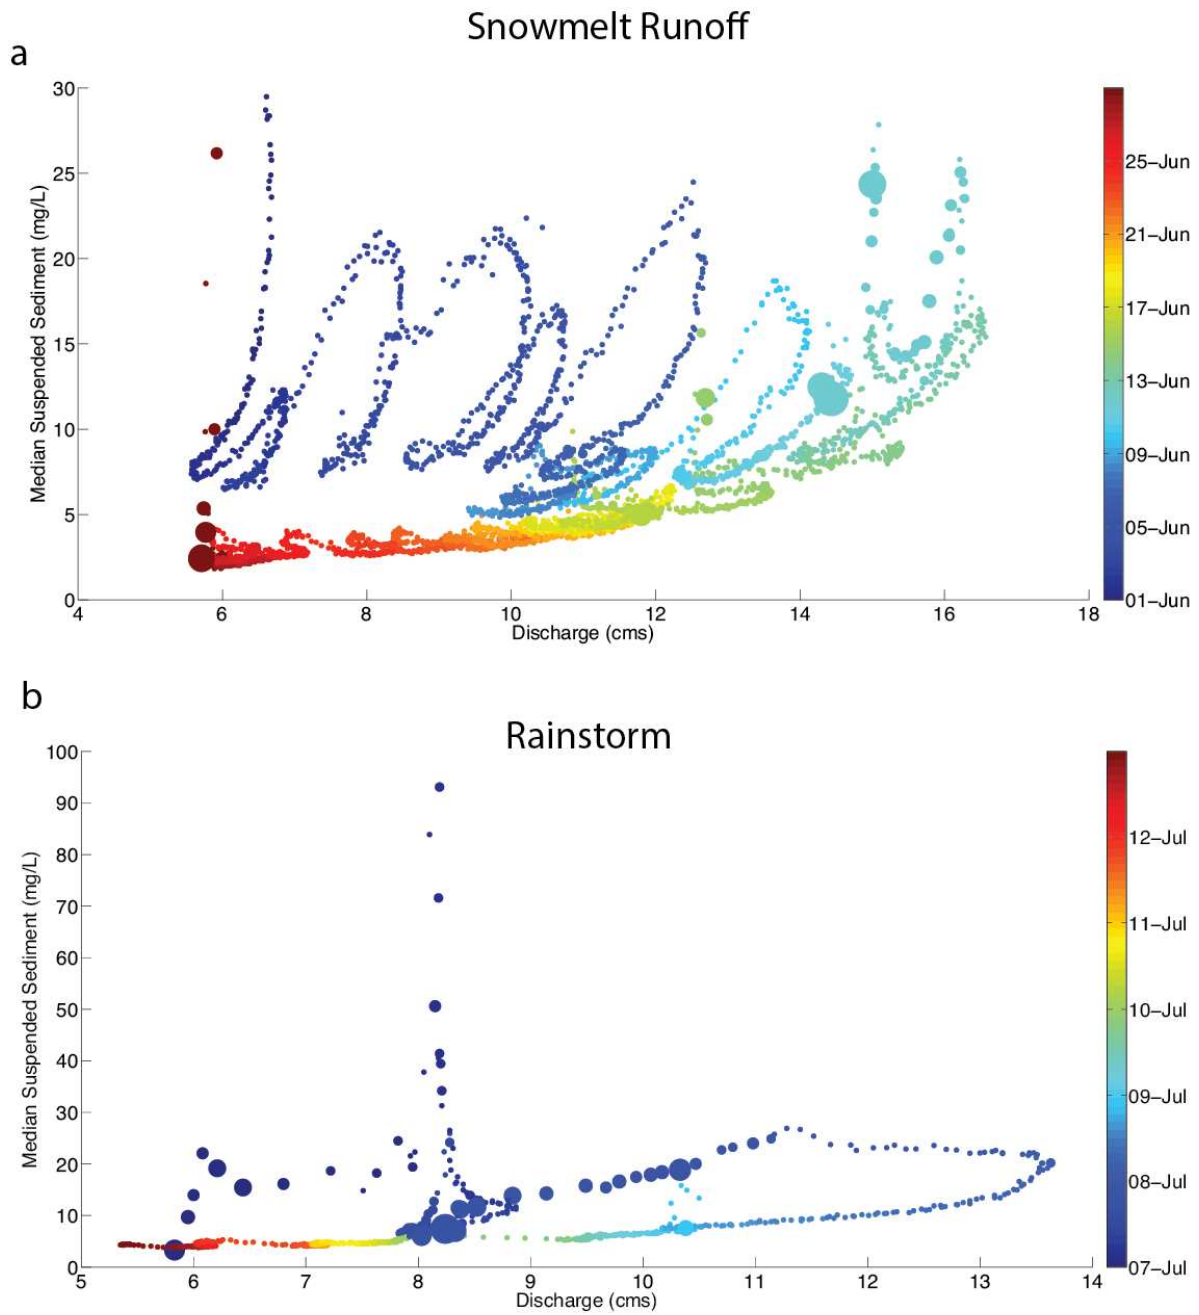 Snowmelt Runoff
a
30
25
20
15
10
5
0
Median Suspended Sediment (mg/L)
4 6 8 10 12 14 16 18
Discharge (cms)
25-Jun
21-Jun
17-Jun
13-Jun
09-Jun
05-Jun
01-Jun
b
Rainstorm
100
90
80
70
60
50
40
30
20
10
0
Median Suspended Sediment (mg/L)
5 6 7 8 9 10 11 12 13 14
Discharge (cms)
12-Jul
11-Jul
10-Jul
09-Jul
08-Jul
07-Jul